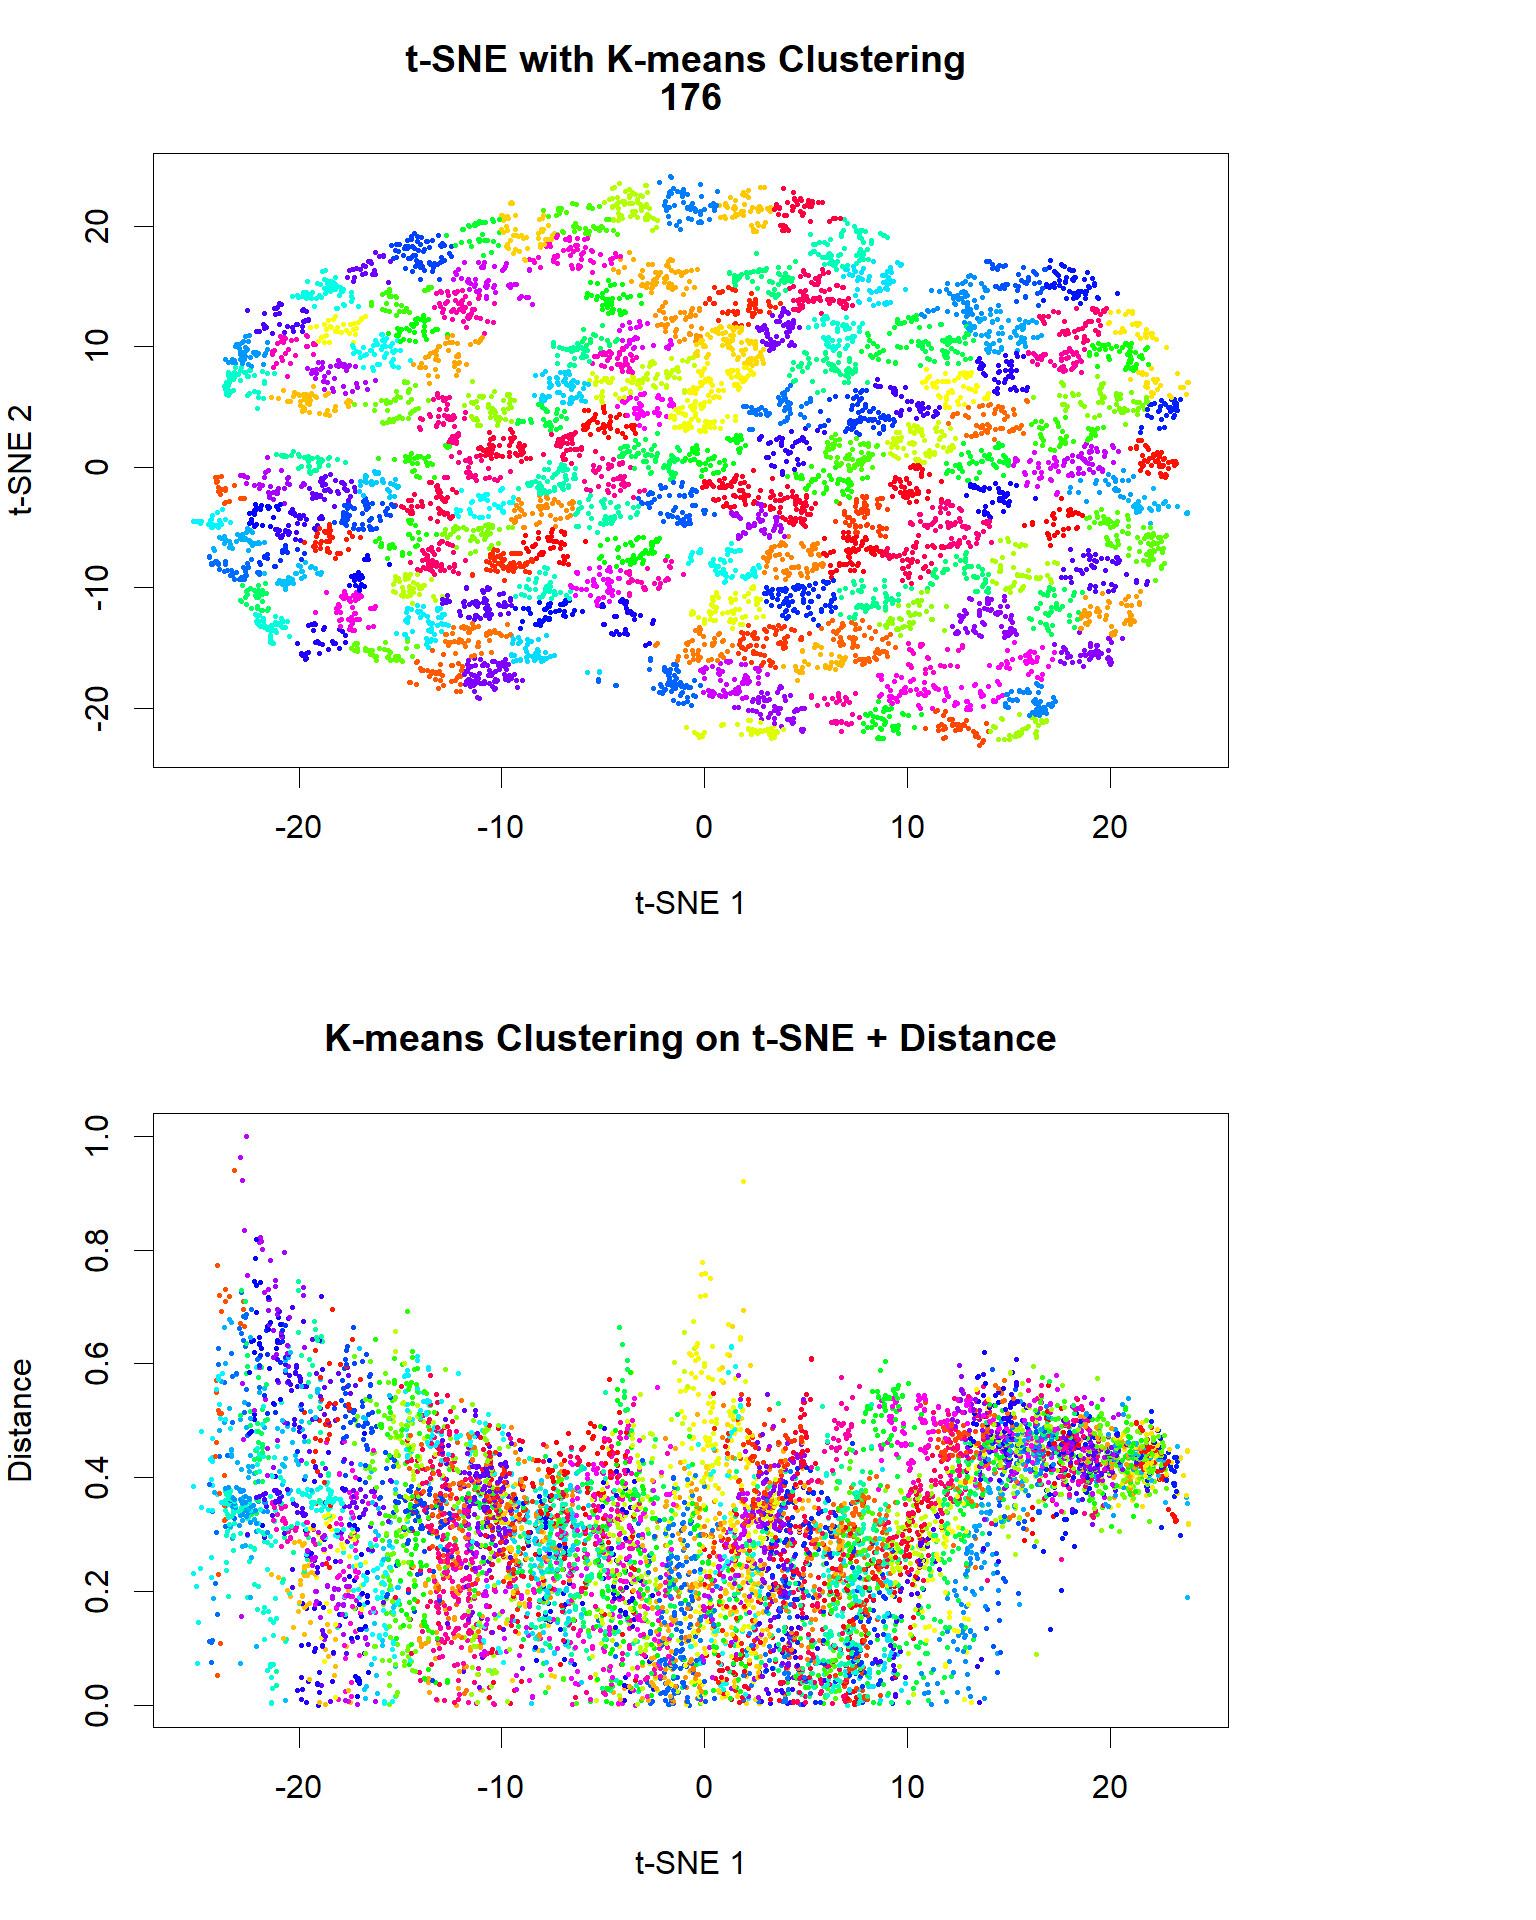 t-SNE with K-means Clustering
176
t-SNE 2
20
10
0
-10
-20
-20 -10 0 10 20
t-SNE 1
K-means Clustering on t-SNE + Distance
Distance
1.0
0.8
0.6
0.4
0.2
0.0
-20 -10 0 10 20
t-SNE 1